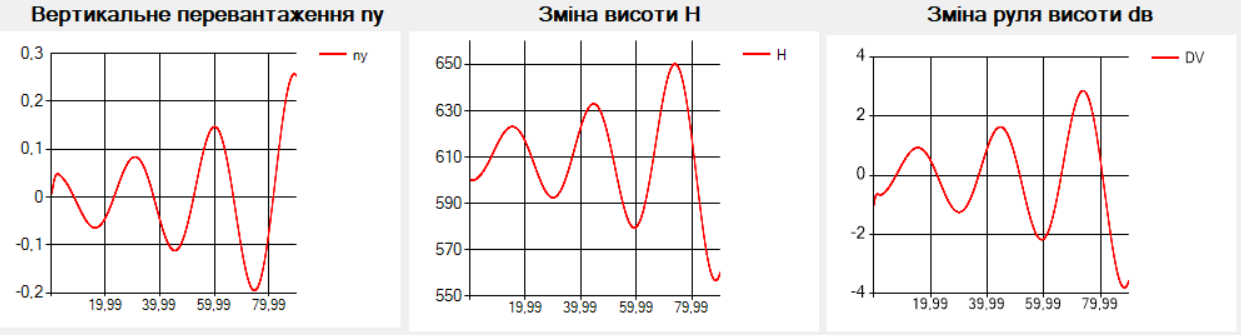 Вертикальне перевантаження ny
0,3
0,2
0,1
0
-0,1
-0,2
19,99 39,99 59,99 79,99
ny
Зміна висоти H
650
630
610
590
570
550
19,99 39,99 59,99 79,99
H
Зміна руля висоти dв
4
2
0
-2
-4
19,99 39,99 59,99 79,99
DV